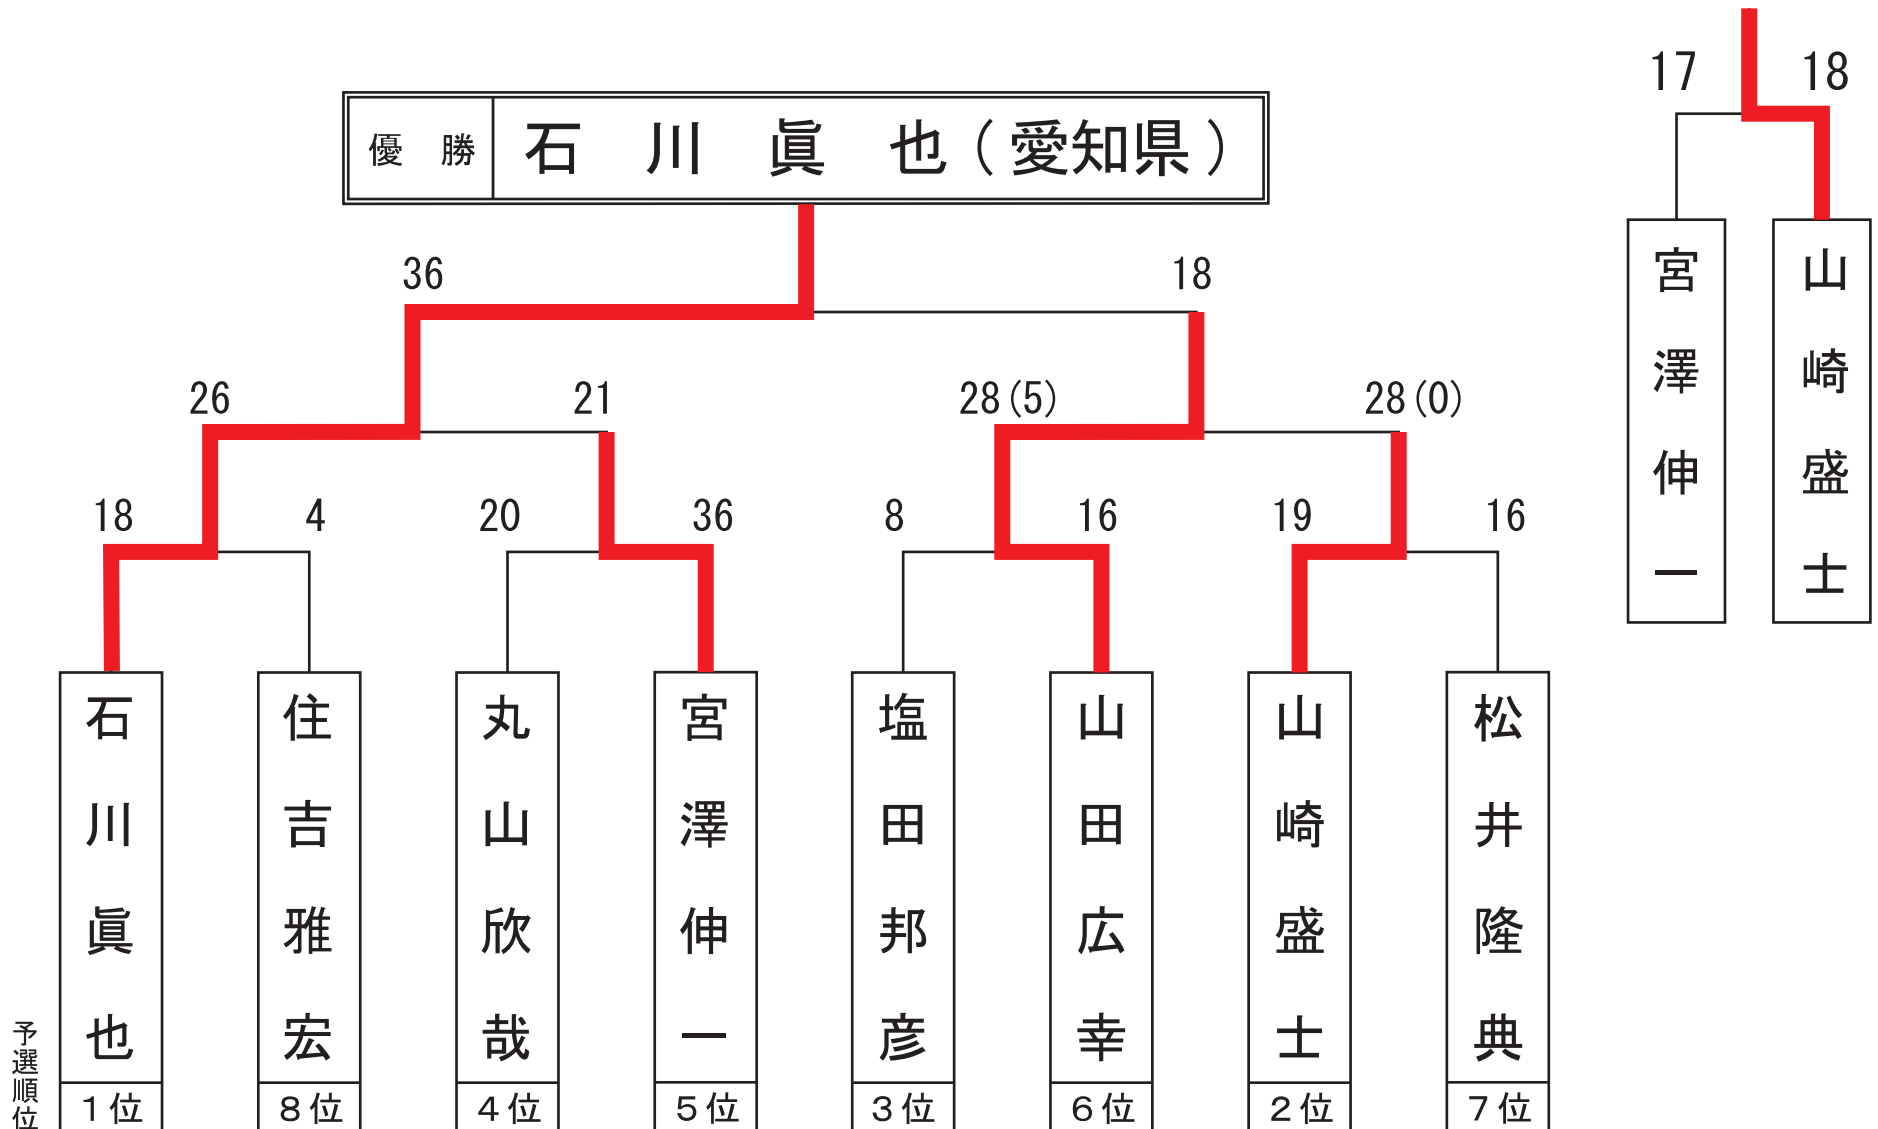 優 勝 石 川 眞 也(愛知県)
17 18
宮澤伸一
山崎盛士
36 18
26 21 28(5) 28(0)
18 4 20 36 8 16 19 16
石川眞也
住吉雅宏
丸山欣哉
宮澤伸一
塩田邦彦
山田広幸
山崎盛士
松井隆典
予選順位
1位 8位 4位 5位 3位 6位 2位 7位